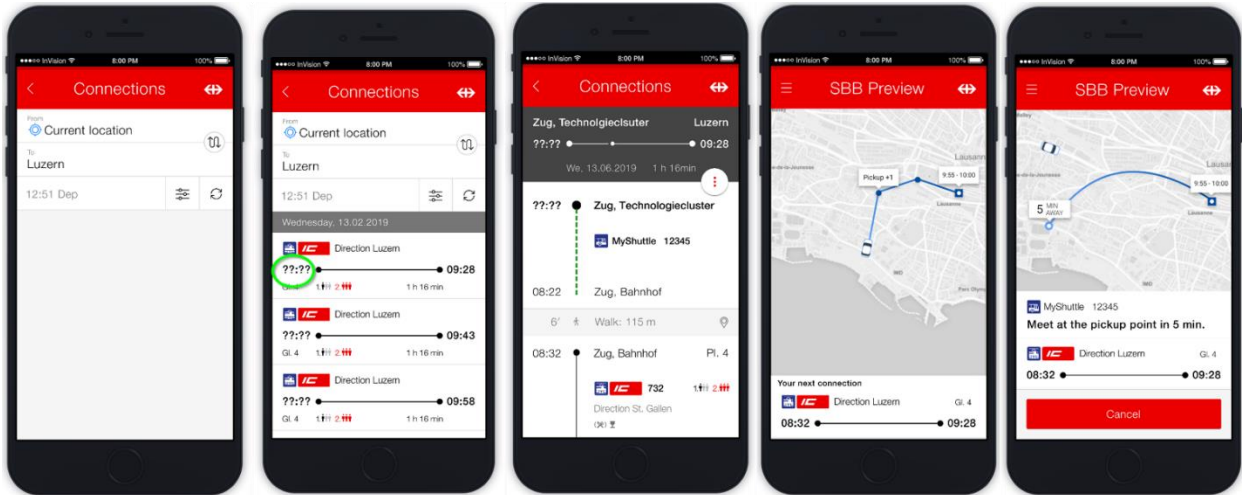 InVision 8:00 PM 100%
Connections
From
Current location
To
Luzern
12:51 Dep
InVision 8:00 PM 100%
Connections
From
Current location
To
Luzern
12:51 Dep
Wednesday, 13.02.2019
IC Direction Luzern
??:?? 09:28
Gl. 4 1. 2. 1 h 16 min
IC Direction Luzern
??:?? 09:43
Gl. 4 1. 2. 1 h 16 min
IC Direction Luzern
??:?? 09:58
Gl. 4 1. 2. 1 h 16 min
InVision 8:00 PM 100%
Connections
Zug, Technolgieclsuter Luzern
??:?? 09:28
We, 13.06.2019 1 h 16min
??:?? Zug, Technologiecluster
MyShuttle 12345
08:22 Zug, Bahnhof
6' Walk: 115 m
08:32 Zug, Bahnhof Pl. 4
IC 732 1. 2.
Direction St. Gallen
InVision 8:00 PM 100%
SBB Preview
Lausann
Pickup +1
9:55 - 10:00
Lausanne
Your next connection
IC Direction Luzern Gl. 4
08:32 09:28
InVision 8:00 PM 100%
SBB Preview
Lausan
9:55 - 10:00
5 MIN AWAY
Lausanne
MyShuttle 12345
Meet at the pickup point in 5 min.
IC Direction Luzern Gl. 4
08:32 09:28
Cancel